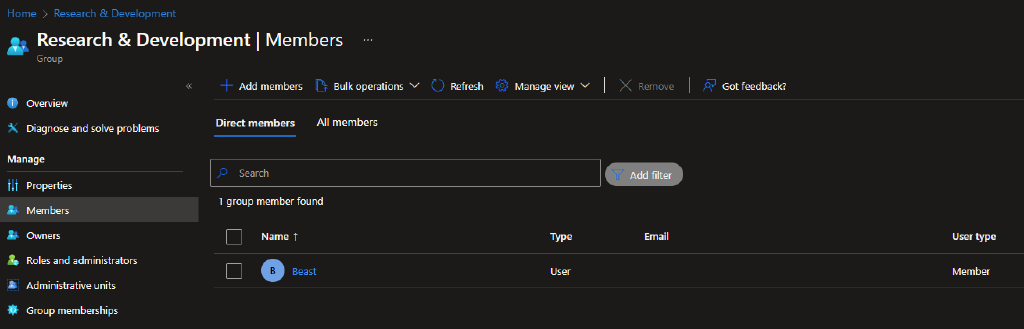 Home > Research & Development
Research & Development | Members ...
Group
«
Overview
Diagnose and solve problems
Manage
Properties
Members
Owners
Roles and administrators
Administrative units
Group memberships
+ Add members Bulk operations Refresh Manage view Remove Got feedback?
Direct members All members
Search Add filter
1 group member found
Name ↑ Type Email User type
B Beast User Member